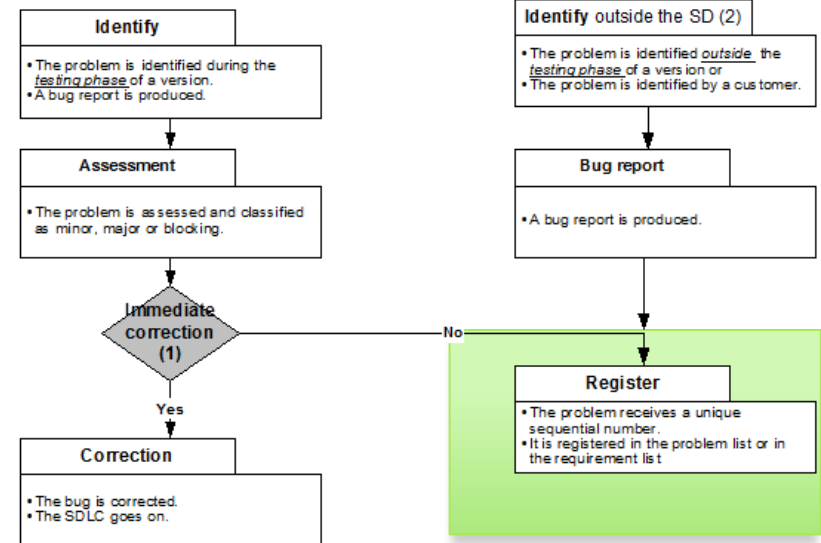 Identify
• The problem is identified during the
testing phase of a version.
• A bug report is produced.
Assessment
• The problem is assessed and classified
as minor, major or blocking.
Immediate
correction
(1)
No
Yes
Correction
• The bug is corrected.
• The SDLC goes on.
Identify outside the SD (2)
• The problem is identified outside the
testing phase of a version or
• The problem is identified by a customer.
Bug report
• A bug report is produced.
Register
• The problem receives a unique
sequential number.
• It is registered in the problem list or in
the requirement list